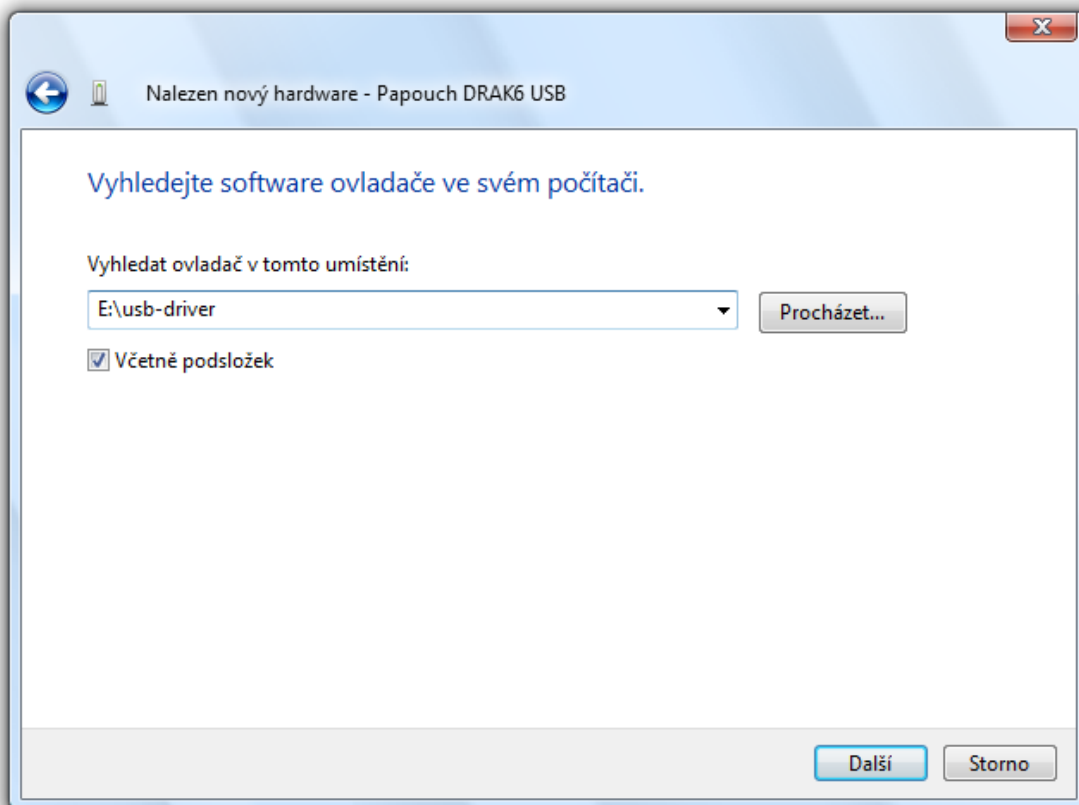 Nalezen nový hardware - Papouch DRAK6 USB
Vyhledejte software ovladače ve svém počítači.
Vyhledat ovladač v tomto umístění:
E:\usb-driver
Procházet...
Včetně podsložek
Další
Storno